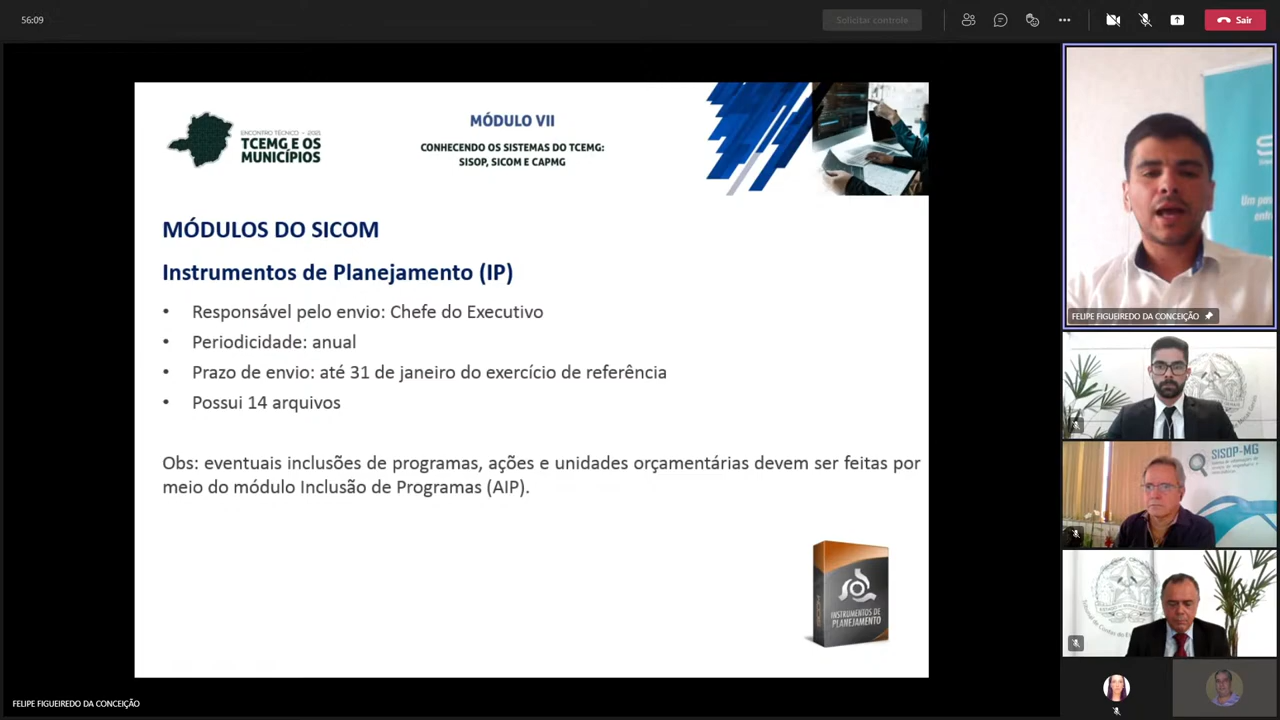 56:09
Solicitar controle
Sair
ENCONTRO TÉCNICO – 2021
TCEMG E OS
MUNICÍPIOS
MÓDULO VII
CONHECENDO OS SISTEMAS DO TCEMG:
SISOP, SICOM E CAPMG
MÓDULOS DO SICOM
Instrumentos de Planejamento (IP)
• Responsável pelo envio: Chefe do Executivo
• Periodicidade: anual
• Prazo de envio: até 31 de janeiro do exercício de referência
• Possui 14 arquivos
Obs: eventuais inclusões de programas, ações e unidades orçamentárias devem ser feitas por
meio do módulo Inclusão de Programas (AIP).
INSTRUMENTOS DE
PLANEJAMENTO
FELIPE FIGUEIREDO DA CONCEIÇÃO
SISOP-MG
FELIPE FIGUEIREDO DA CONCEIÇÃO